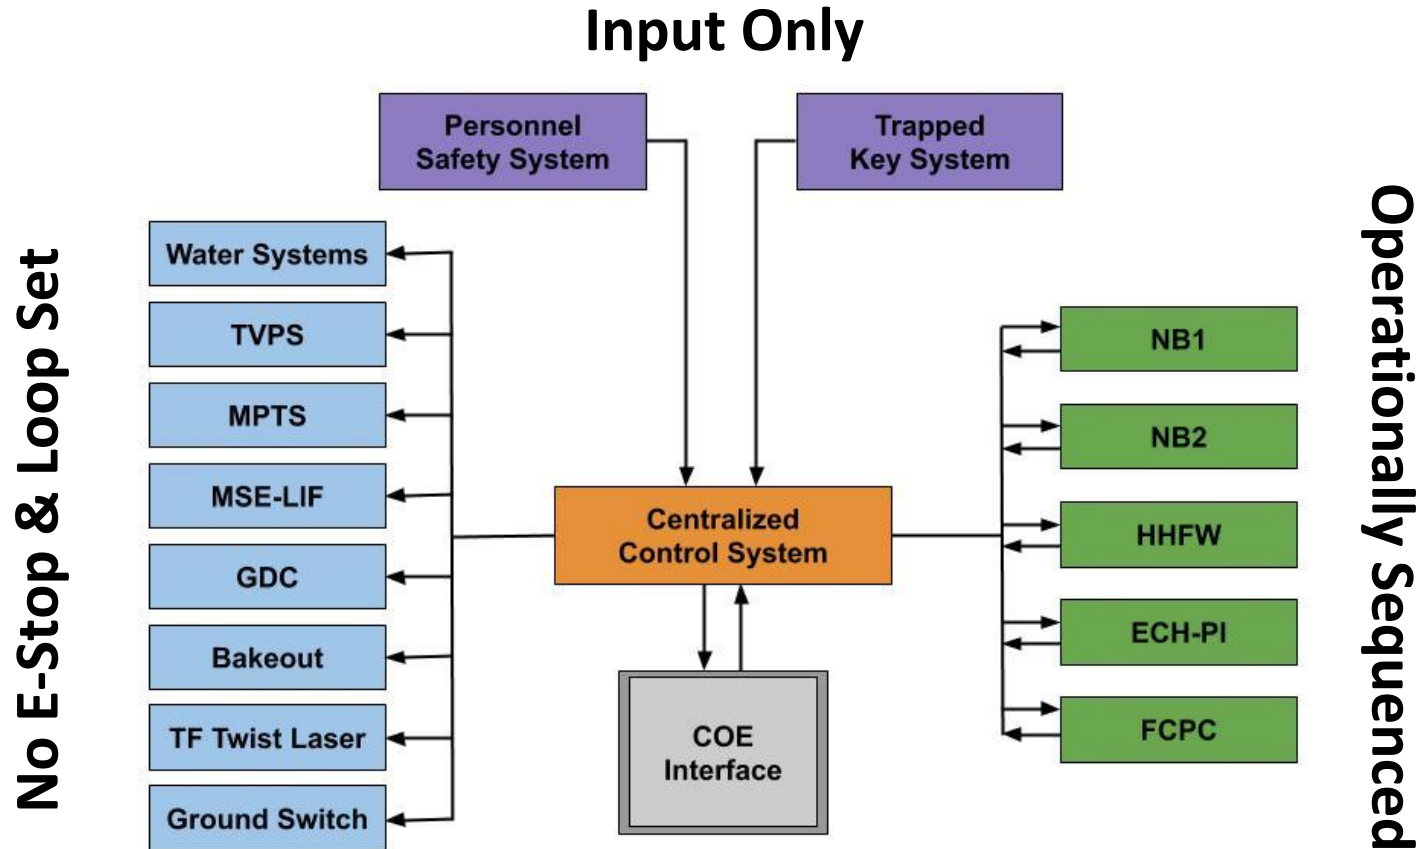 Input Only
Personnel
Safety System
Trapped
Key System
No E-Stop & Loop Set
Water Systems
TVPS
MPTS
MSE-LIF
GDC
Bakeout
TF Twist Laser
Ground Switch
Centralized
Control System
COE
Interface
NB1
NB2
HHFW
ECH-PI
FCPC
Operationally Sequenced